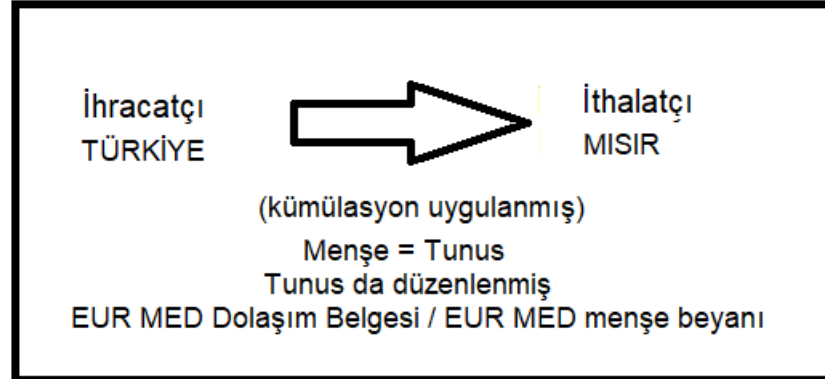 İhracatçı
TÜRKİYE
İthalatçı
MISIR
(kümülasyon uygulanmış)
Menşe = Tunus
Tunus da düzenlenmiş
EUR MED Dolaşım Belgesi / EUR MED menşe beyanı